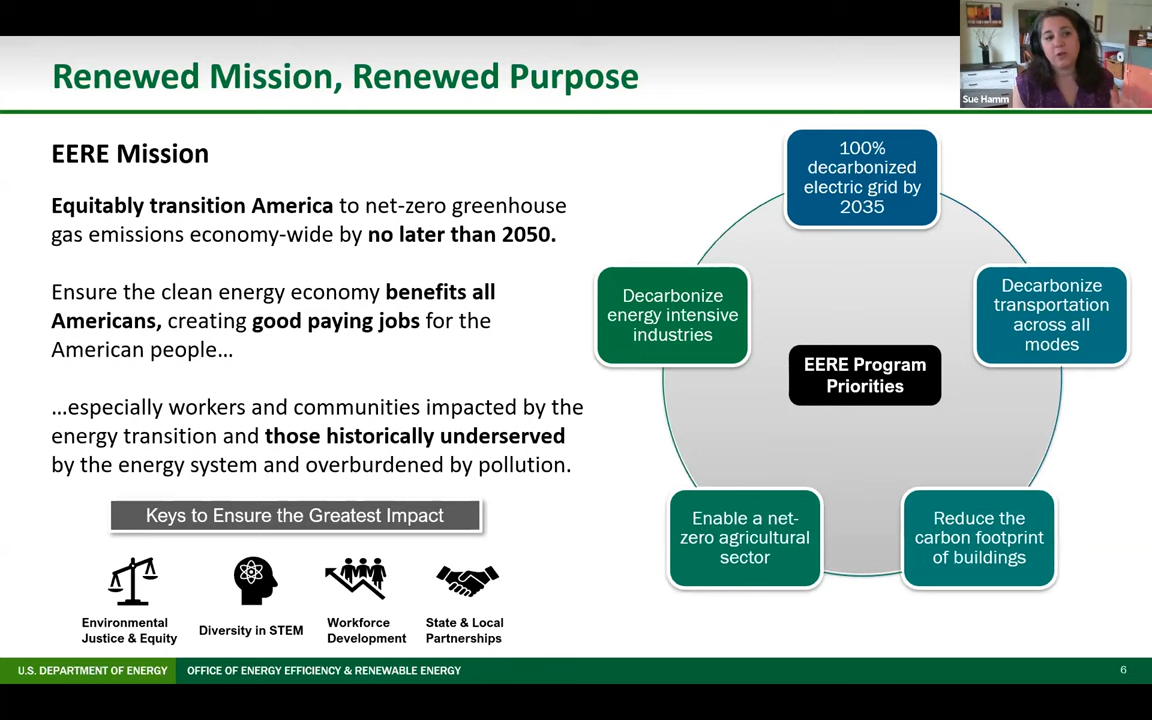 Renewed Mission, Renewed Purpose
Sue Hamm
EERE Mission
Equitably transition America to net-zero greenhouse
gas emissions economy-wide by no later than 2050.
Ensure the clean energy economy benefits all
Americans, creating good paying jobs for the
American people…
…especially workers and communities impacted by the
energy transition and those historically underserved
by the energy system and overburdened by pollution.
Keys to Ensure the Greatest Impact
Environmental
Justice & Equity
Diversity in STEM
Workforce
Development
State & Local
Partnerships
100%
decarbonized
electric grid by
2035
Decarbonize
transportation
across all
modes
Reduce the
carbon footprint
of buildings
Enable a net-
zero agricultural
sector
Decarbonize
energy intensive
industries
EERE Program
Priorities
U.S. DEPARTMENT OF ENERGY
OFFICE OF ENERGY EFFICIENCY & RENEWABLE ENERGY
6